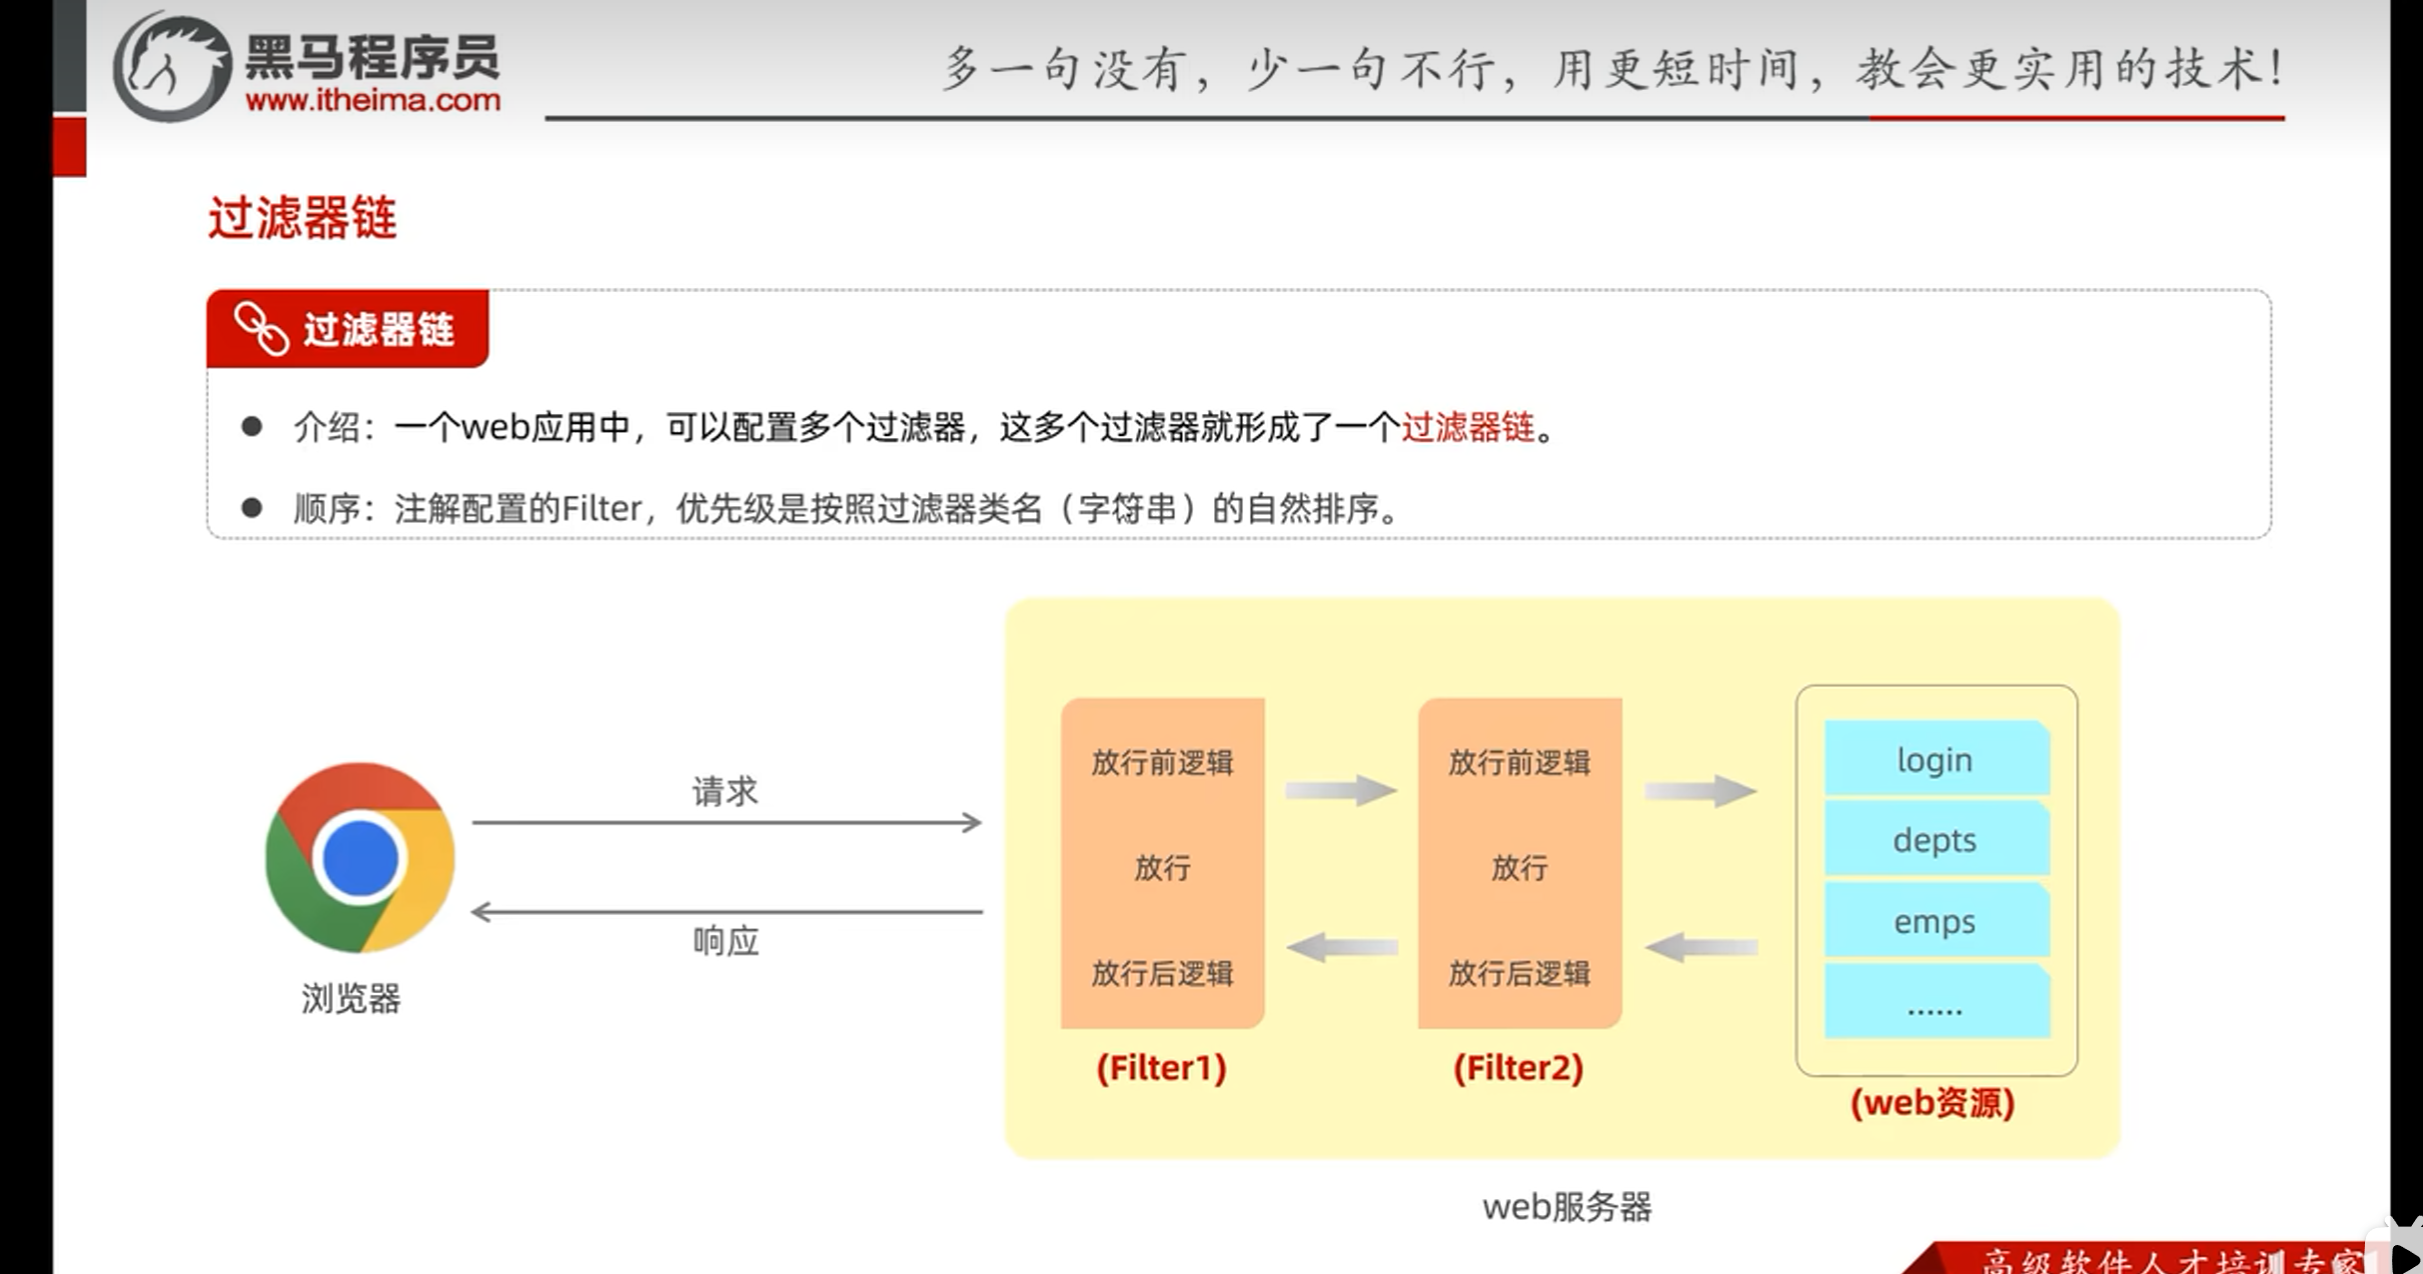 黑马程序员
www.itheima.com
多一句没有，少一句不行，用更短时间，教会更实用的技术！
过滤器链
过滤器链
介绍：一个web应用中，可以配置多个过滤器，这多个过滤器就形成了一个过滤器链。
顺序：注解配置的Filter，优先级是按照过滤器类名（字符串）的自然排序。
请求
响应
浏览器
放行前逻辑
放行
放行后逻辑
(Filter1)
放行前逻辑
放行
放行后逻辑
(Filter2)
login
depts
emps
......
(web资源)
web服务器
高级软件人才培训专家